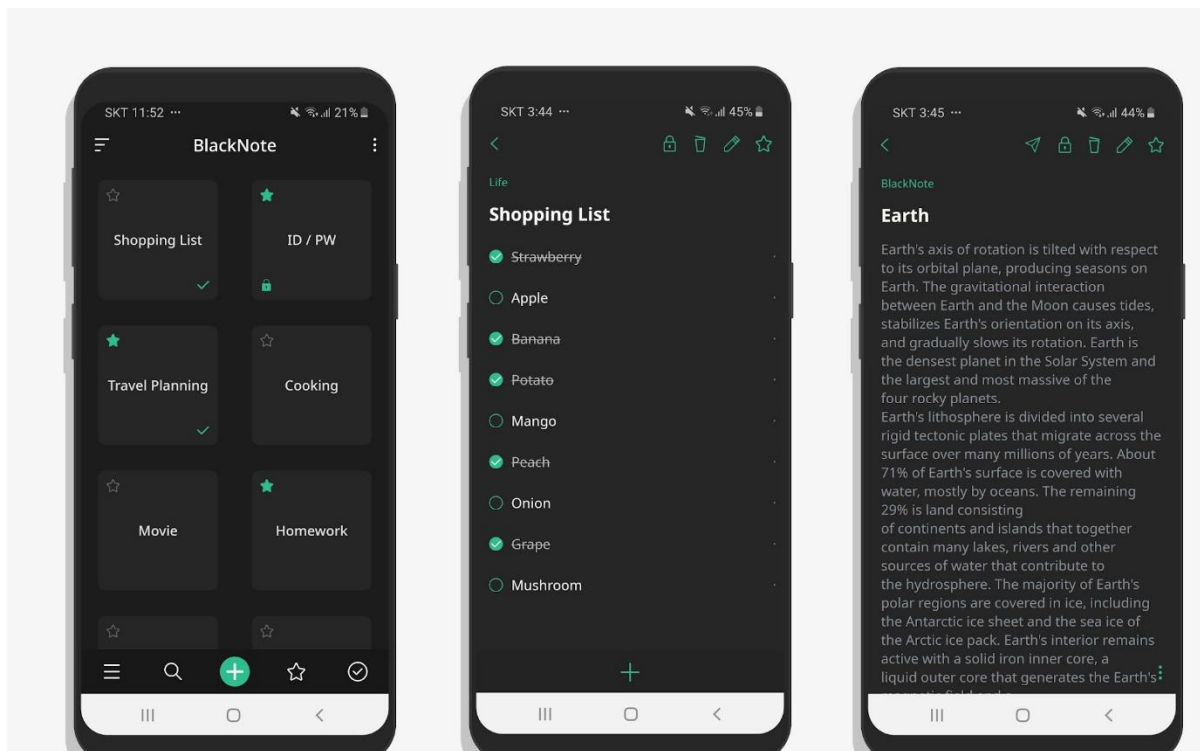 SKT 11:52 ···
21%
BlackNote
Shopping List
ID / PW
Travel Planning
Cooking
Movie
Homework
SKT 3:44 ···
45%
Life
Shopping List
Strawberry
Apple
Banana
Potato
Mango
Peach
Onion
Grape
Mushroom
SKT 3:45 ···
44%
BlackNote
Earth
Earth's axis of rotation is tilted with respect
to its orbital plane, producing seasons on
Earth. The gravitational interaction
between Earth and the Moon causes tides,
stabilizes Earth's orientation on its axis,
and gradually slows its rotation. Earth is
the densest planet in the Solar System and
the largest and most massive of the
four rocky planets.
Earth's lithosphere is divided into several
rigid tectonic plates that migrate across the
surface over many millions of years. About
71% of Earth's surface is covered with
water, mostly by oceans. The remaining
29% is land consisting
of continents and islands that together
contain many lakes, rivers and other
sources of water that contribute to
the hydrosphere. The majority of Earth's
polar regions are covered in ice, including
the Antarctic ice sheet and the sea ice of
the Arctic ice pack. Earth's interior remains
active with a solid iron inner core, a
liquid outer core that generates the Earth's